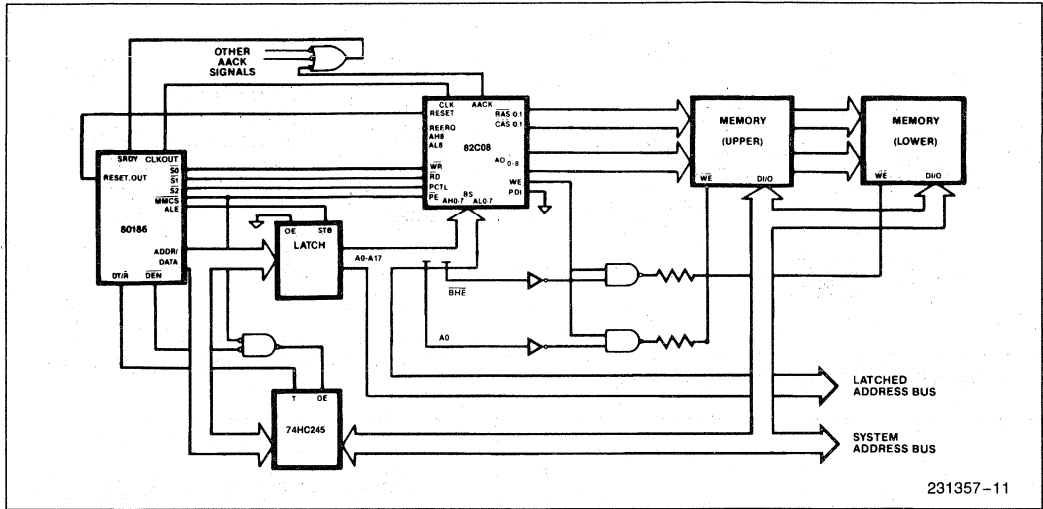 OTHER
AACK
SIGNALS
CLK
AACK
RESET
REFRQ
AH8
AL8
82C08
RAS 0,1
CAS 0,1
AO 0-8
WR
RD
PCTL
PE
BS
AH0-7
AL0-7
WE
PDI
SRDY
CLKOUT
RESET.OUT
S0
S1
S2
MMCS
ALE
80186
ADDR/
DATA
DT/R
DEN
OE
STB
LATCH
A0-A17
BHE
A0
T
OE
74HC245
MEMORY
(UPPER)
WE
DI/O
MEMORY
(LOWER)
WE
DI/O
LATCHED
ADDRESS BUS
SYSTEM
ADDRESS BUS
231357-11